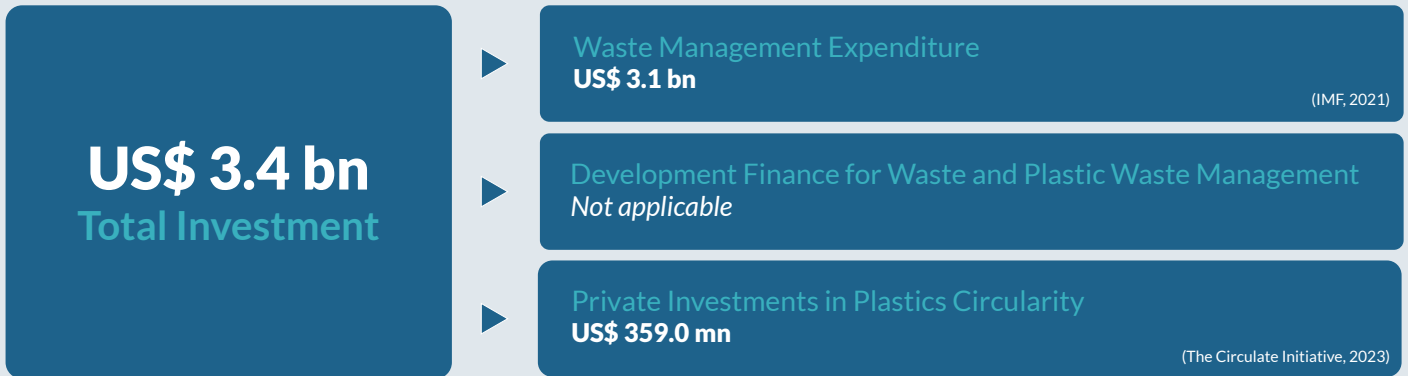 US$ 3.4 bn
Total Investment
Waste Management Expenditure
US$ 3.1 bn
(IMF, 2021)
Development Finance for Waste and Plastic Waste Management
Not applicable
Private Investments in Plastics Circularity
US$ 359.0 mn
(The Circulate Initiative, 2023)